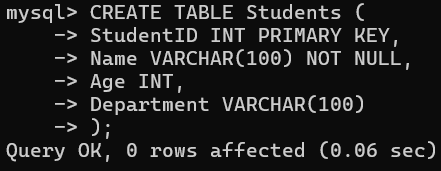 mysql> CREATE TABLE Students (
    -> StudentID INT PRIMARY KEY,
    -> Name VARCHAR(100) NOT NULL,
    -> Age INT,
    -> Department VARCHAR(100)
    -> );
Query OK, 0 rows affected (0.06 sec)